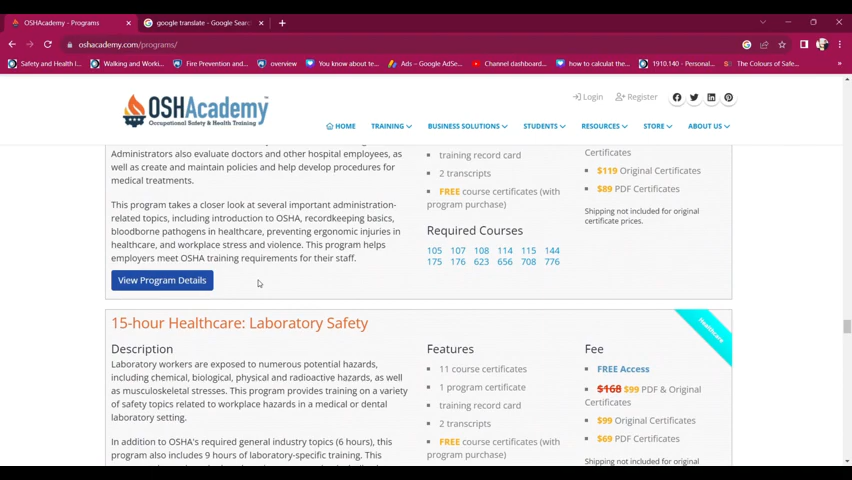 OSHAcademy - Programs
google translate - Google Sear
oshacademy.com/programs/
Safety and Health I...
Walking and Worki...
Fire Prevention and...
overview
You know about te...
Ads – Google AdSe...
Channel dashboard...
how to calculat the...
1910.140 - Personal...
The Colours of Safe...
OSHAcademy
Occupational Safety & Health Training
Login
Register
HOME
TRAINING
BUSINESS SOLUTIONS
STUDENTS
RESOURCES
STORE
ABOUT US
Administrators also evaluate doctors and other hospital employees, as
well as create and maintain policies and help develop procedures for
medical treatments.
This program takes a closer look at several important administration-
related topics, including introduction to OSHA, recordkeeping basics,
bloodborne pathogens in healthcare, preventing ergonomic injuries in
healthcare, and workplace stress and violence. This program helps
employers meet OSHA training requirements for their staff.
View Program Details
training record card
2 transcripts
FREE course certificates (with
program purchase)
Required Courses
105 107 108 114 115 144
175 176 623 656 708 776
Certificates
$119 Original Certificates
$89 PDF Certificates
Shipping not included for original
certificate prices.
15-hour Healthcare: Laboratory Safety
Healthcare
Description
Laboratory workers are exposed to numerous potential hazards,
including chemical, biological, physical and radioactive hazards, as well
as musculoskeletal stresses. This program provides training on a variety
of safety topics related to workplace hazards in a medical or dental
laboratory setting.
In addition to OSHA's required general industry topics (6 hours), this
program also includes 9 hours of laboratory-specific training. This
Features
11 course certificates
1 program certificate
training record card
2 transcripts
FREE course certificates (with
program purchase)
Fee
FREE Access
$168 $99 PDF & Original
Certificates
$99 Original Certificates
$69 PDF Certificates
Shipping not included for original